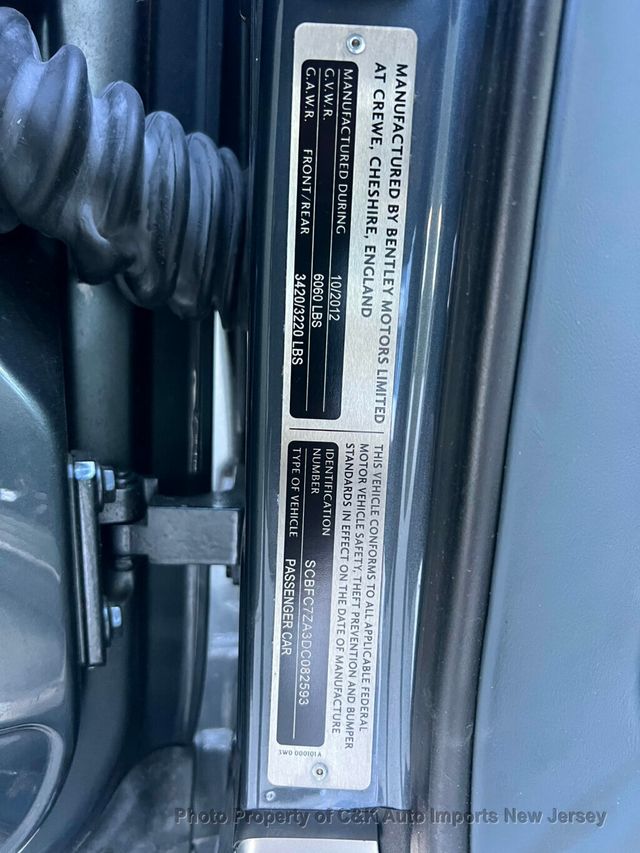 MANUFACTURED BY BENTLEY MOTORS LIMITED
AT CREWE, CHESHIRE, ENGLAND
MANUFACTURED DURING 10/2012
G.V.W.R. 6060 LBS
G.A.W.R. FRONT/REAR 3420/3220 LBS
THIS VEHICLE CONFORMS TO ALL APPLICABLE FEDERAL
MOTOR VEHICLE SAFETY, THEFT PREVENTION AND BUMPER
STANDARDS IN EFFECT ON THE DATE OF MANUFACTURE
IDENTIFICATION
NUMBER SCBFC7ZA3DC082593
TYPE OF VEHICLE PASSENGER CAR
3W0 000101A
Photo Property of C&K Auto Imports New Jersey